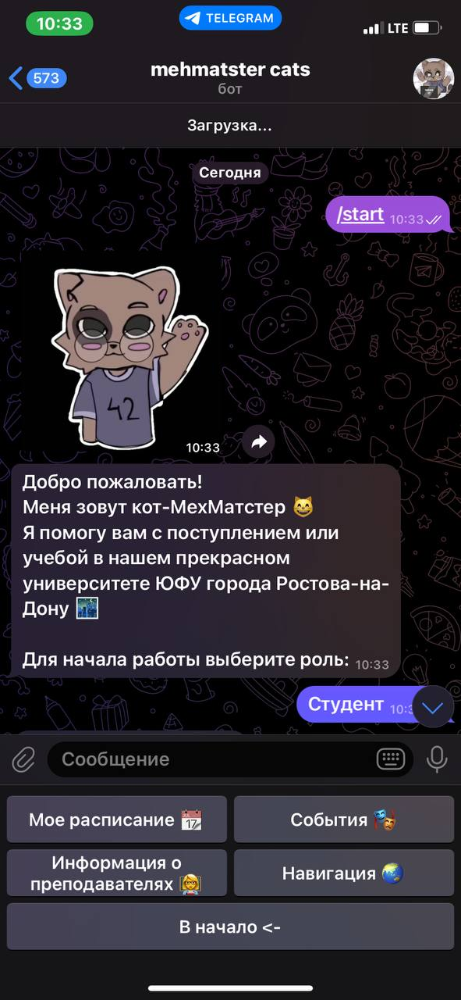 10:33
TELEGRAM
LTE
573
mehmatster cats
бот
Загрузка...
Сегодня
/start 10:33
42
10:33
Добро пожаловать!
Меня зовут кот-МехМатстер
Я помогу вам с поступлением или
учебой в нашем прекрасном
университете ЮФУ города Ростова-на-
Дону
Для начала работы выберите роль: 10:33
Студент
Сообщение
Мое расписание
События
Информация о
преподавателях
Навигация
В начало <-